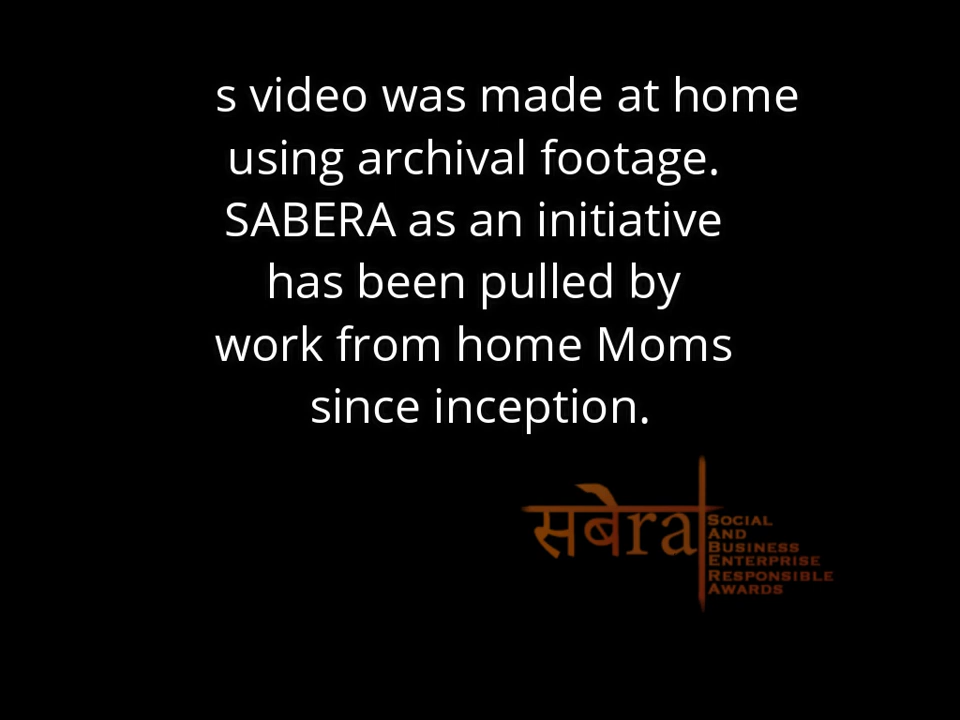 s video was made at home
using archival footage.
SABERA as an initiative
has been pulled by
work from home Moms
since inception.
सबेra
SOCIAL
AND
BUSINESS
ENTERPRISE
RESPONSIBLE
AWARDS